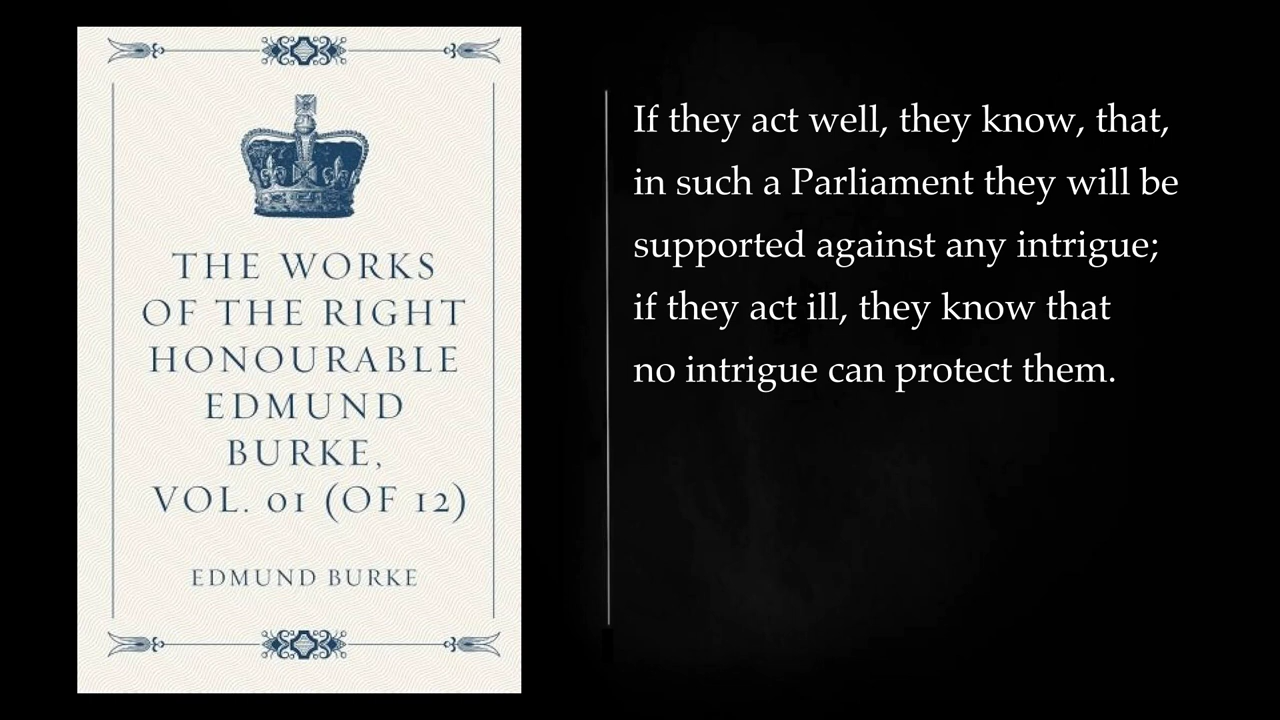 THE WORKS
OF THE RIGHT
HONOURABLE
EDMUND
BURKE,
VOL. 01 (OF 12)
EDMUND BURKE
If they act well, they know, that,
in such a Parliament they will be
supported against any intrigue;
if they act ill, they know that
no intrigue can protect them.